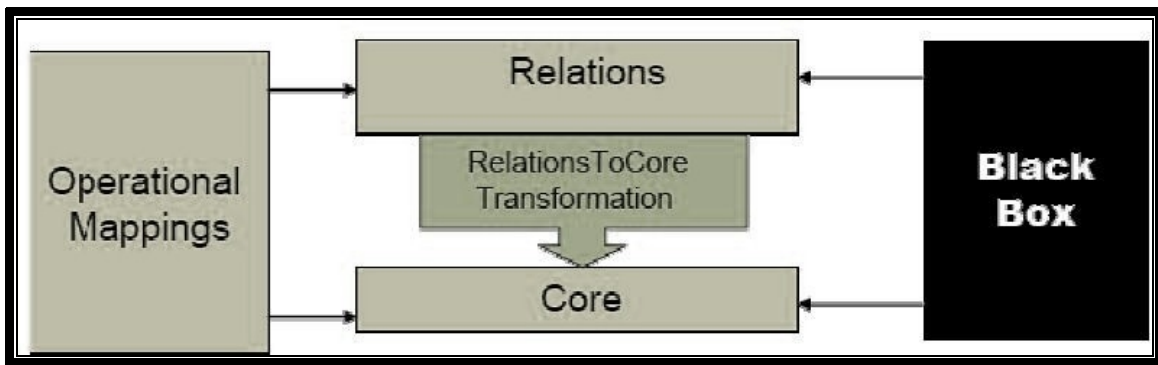 Operational
Mappings
Relations
RelationsToCore
Transformation
Core
Black
Box